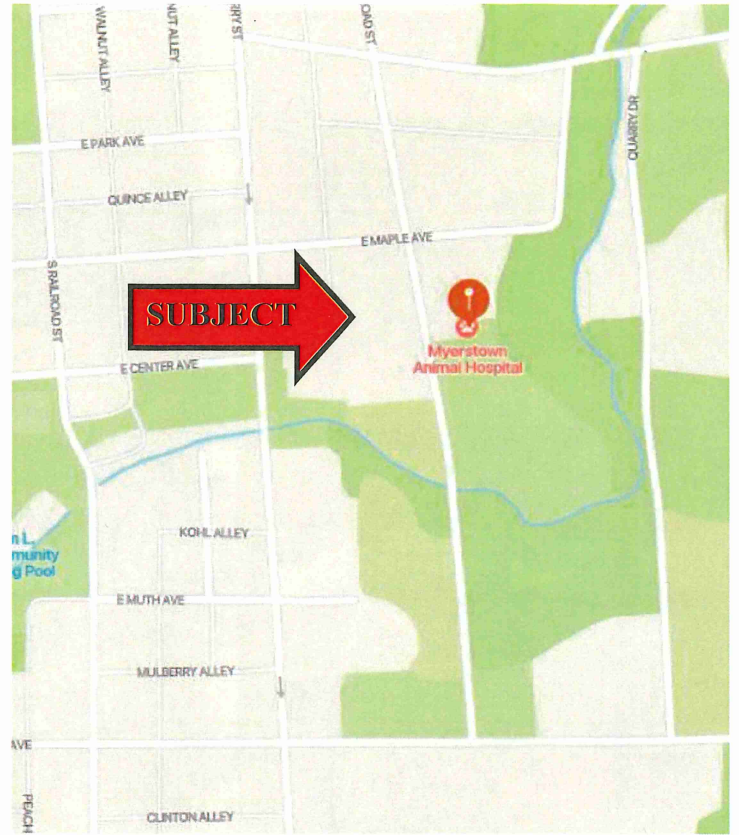 WALNUT ALLEY
NUT ALLEY
RRY ST
OAD ST
QUARRY DR
E PARK AVE
QUINCE ALLEY
E MAPLE AVE
S RAILROAD ST
SUBJECT
Myerstown
Animal Hospital
E CENTER AVE
n L.
munity
g Pool
KOHL ALLEY
E MUTH AVE
MULBERRY ALLEY
AVE
PEACH
CLINTON ALLEY